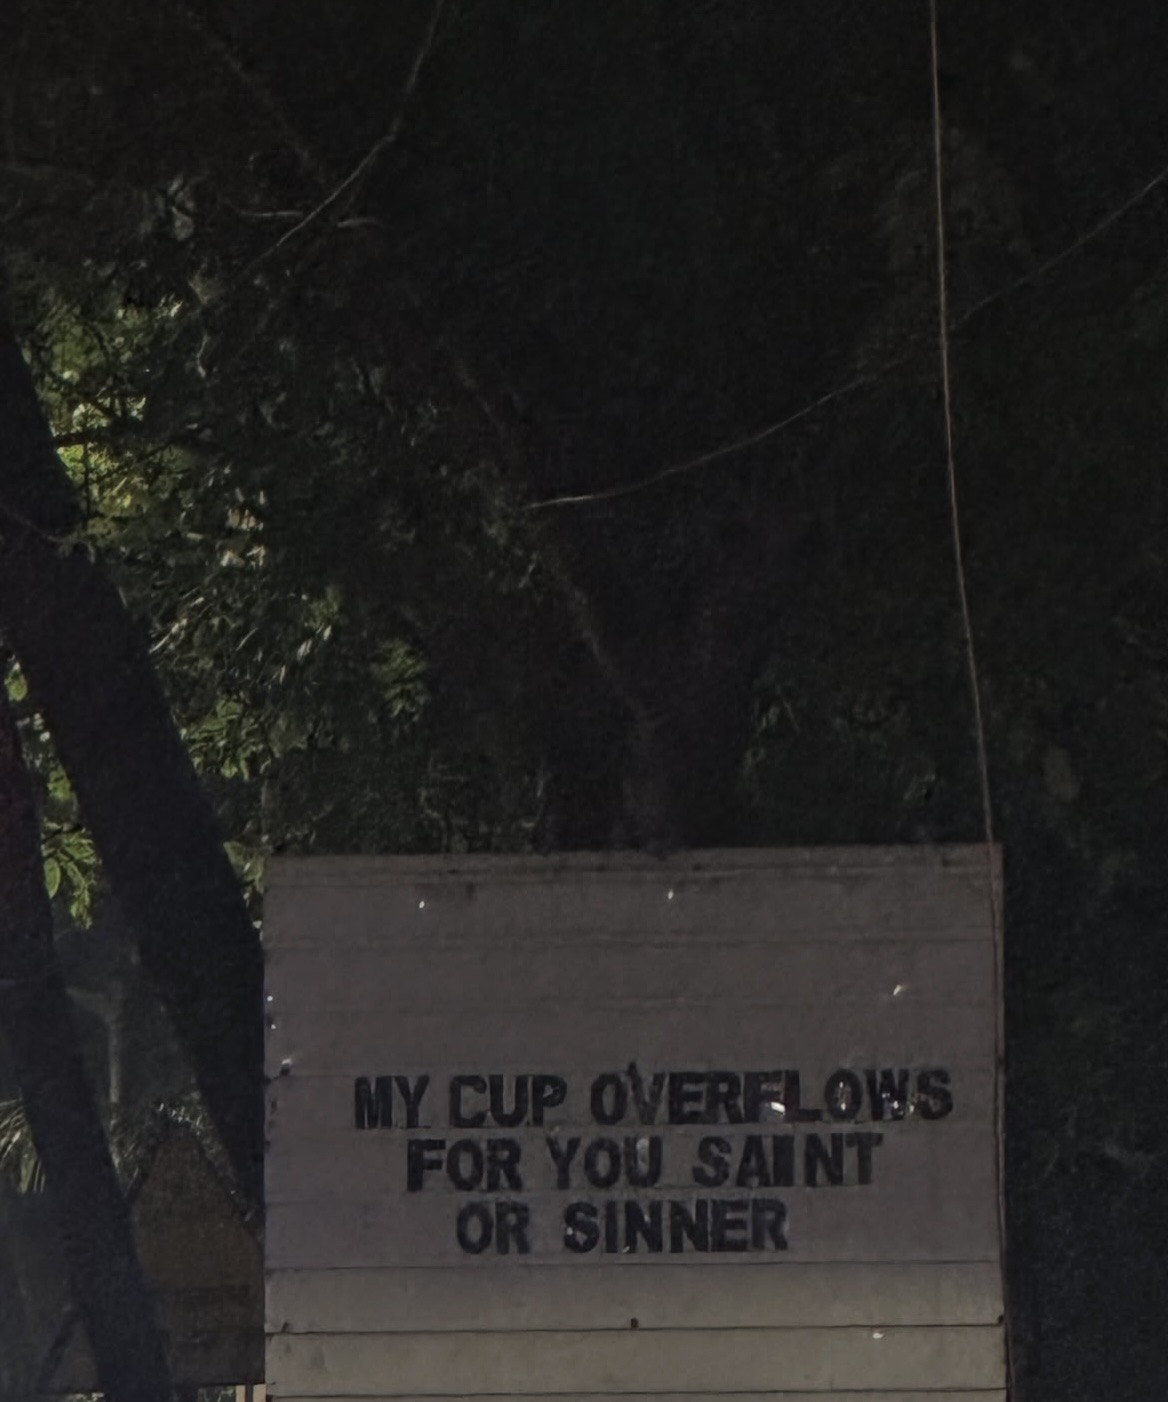 MY CUP OVERFLOWS
FOR YOU SAINT
OR SINNER